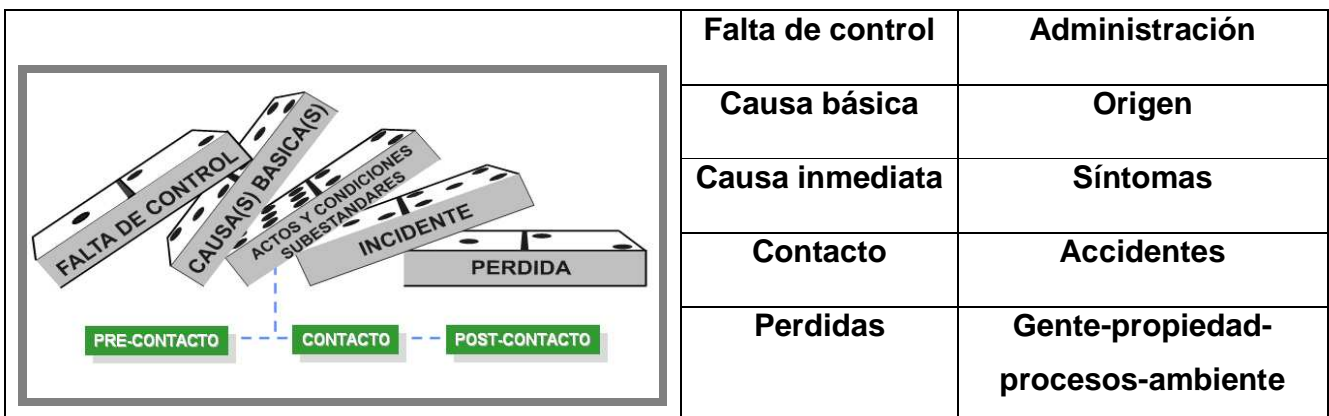 FALTA DE CONTROL
CAUSA(S) BASICA(S)
ACTOS Y CONDICIONES
SUBESTANDARES
INCIDENTE
PERDIDA
PRE-CONTACTO
CONTACTO
POST-CONTACTO
Falta de control Administración
Causa básica Origen
Causa inmediata Síntomas
Contacto Accidentes
Perdidas Gente-propiedad-
procesos-ambiente